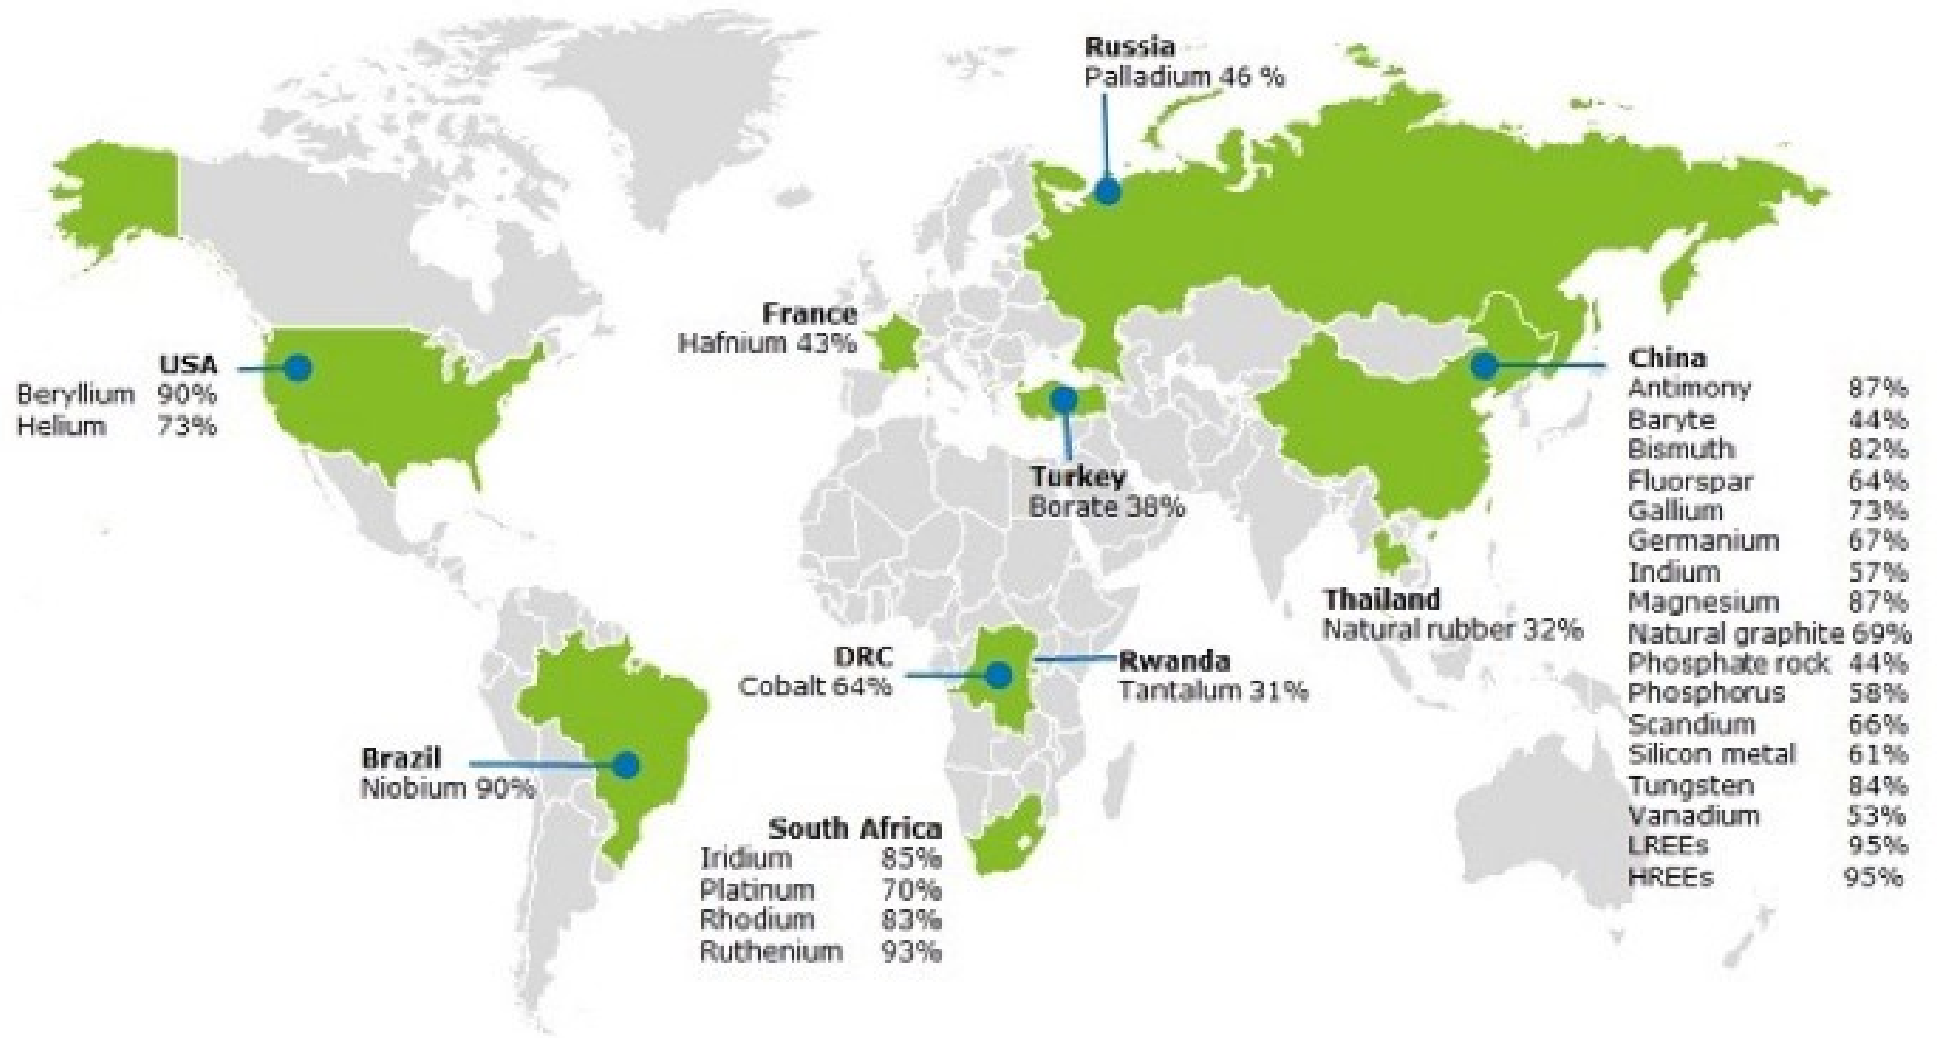 Russia
Palladium 46 %
France
Hafnium 43%
USA
Beryllium 90%
Helium 73%
China
Antimony 87%
Baryte 44%
Bismuth 82%
Fluorspar 64%
Gallium 73%
Germanium 67%
Indium 57%
Magnesium 87%
Natural graphite 69%
Phosphate rock 44%
Phosphorus 58%
Scandium 66%
Silicon metal 61%
Tungsten 84%
Vanadium 53%
LREEs 95%
HREEs 95%
Turkey
Borate 38%
Thailand
Natural rubber 32%
DRC
Cobalt 64%
Rwanda
Tantalum 31%
Brazil
Niobium 90%
South Africa
Iridium 85%
Platinum 70%
Rhodium 83%
Ruthenium 93%